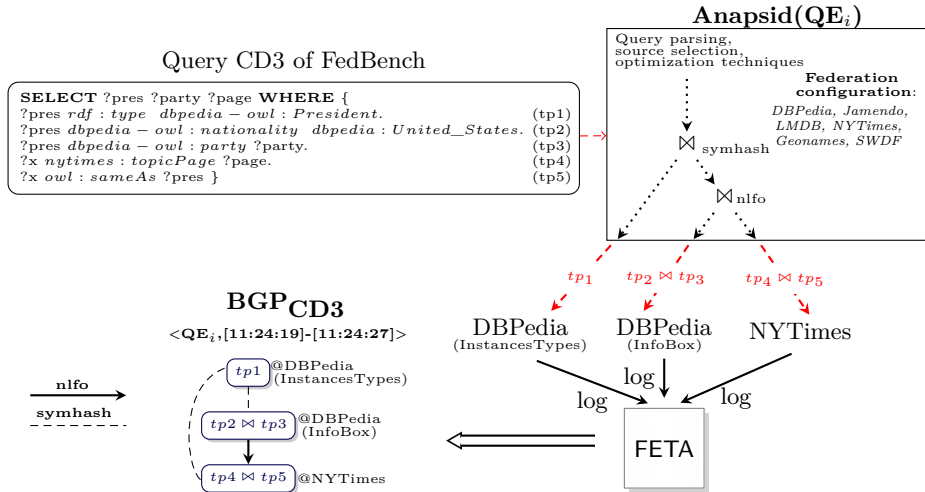 Anapsid(QEi)
Query parsing,
source selection,
optimization techniques
Federation
configuration:
DBPedia, Jamendo,
LMDB, NYTimes,
Geonames, SWDF
⋈ symhash
⋈ nlfo
Query CD3 of FedBench
SELECT ?pres ?party ?page WHERE {
?pres rdf : type dbpedia − owl : President. (tp1)
?pres dbpedia − owl : nationality dbpedia : United_States. (tp2)
?pres dbpedia − owl : party ?party. (tp3)
?x nytimes : topicPage ?page. (tp4)
?x owl : sameAs ?pres } (tp5)
tp1
tp2 ⋈ tp3
tp4 ⋈ tp5
DBPedia
(InstancesTypes)
DBPedia
(InfoBox)
NYTimes
log
log
log
FETA
BGPCD3
<QEi,[11:24:19]-[11:24:27]>
tp1 @DBPedia
(InstancesTypes)
tp2 ⋈ tp3 @DBPedia
(InfoBox)
tp4 ⋈ tp5 @NYTimes
nlfo
symhash